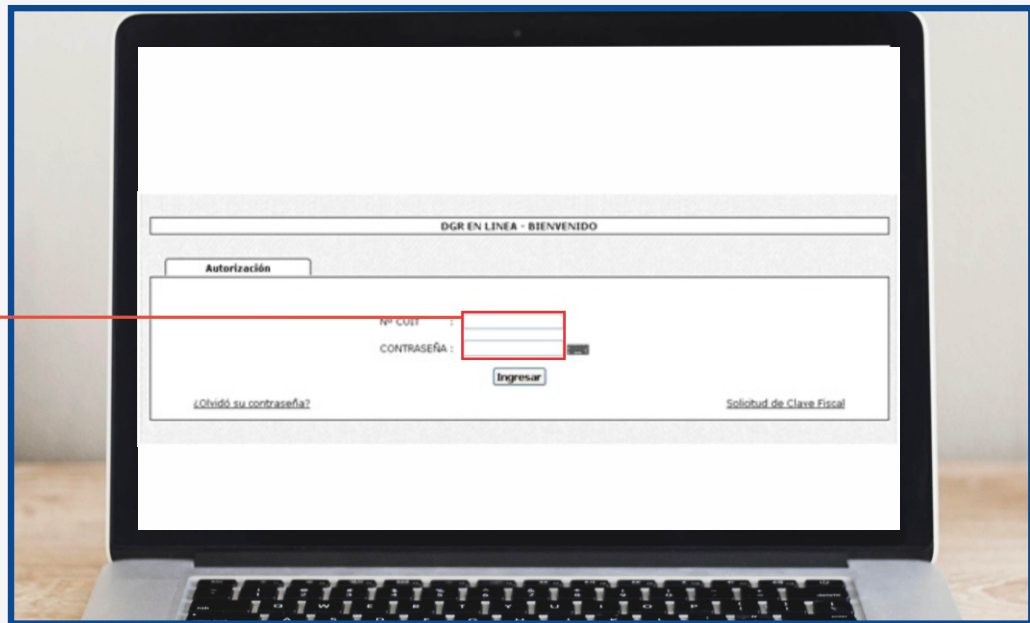 DGR EN LINEA - BIENVENIDO
Autorización
Nº CUIT :
CONTRASEÑA :
Ingresar
¿Olvidó su contraseña?
Solicitud de Clave Fiscal